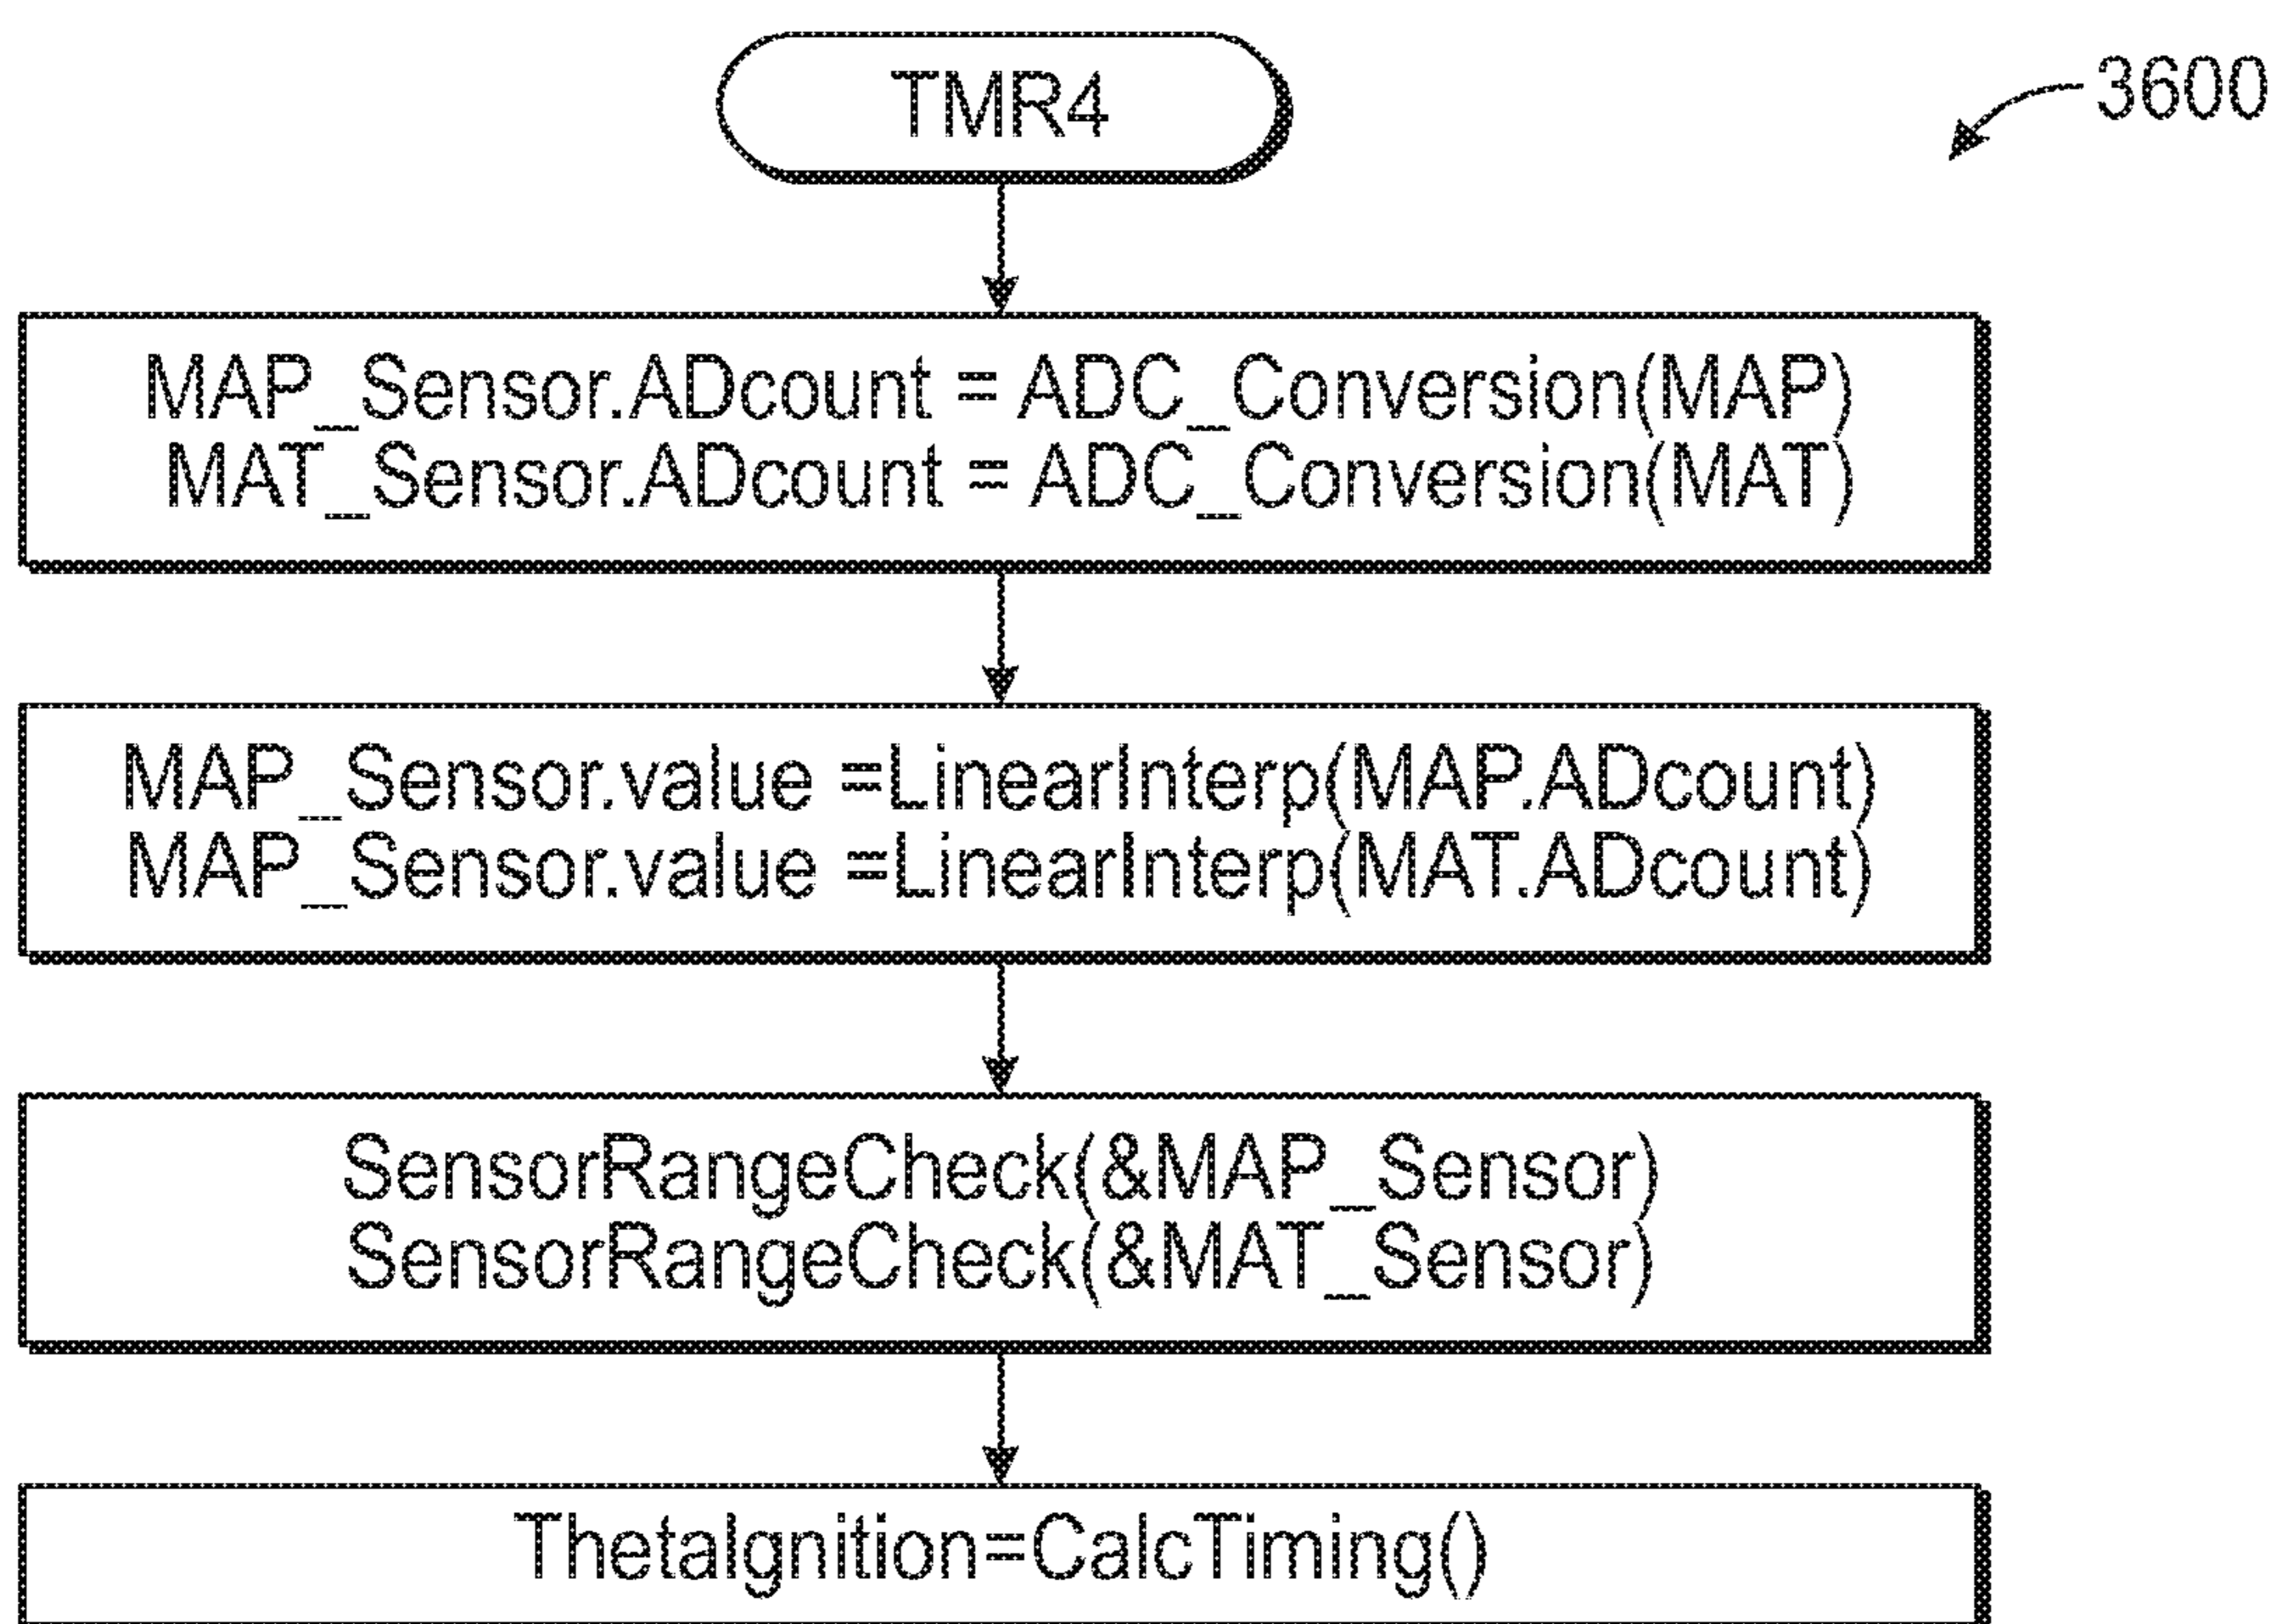 TMR4
3600
MAP_Sensor.ADcount = ADC_Conversion(MAP)
MAT_Sensor.ADcount = ADC_Conversion(MAT)
MAP_Sensor.value =LinearInterp(MAP.ADcount)
MAP_Sensor.value =LinearInterp(MAT.ADcount)
SensorRangeCheck(&MAP_Sensor)
SensorRangeCheck(&MAT_Sensor)
ThetaIgnition=CalcTiming()